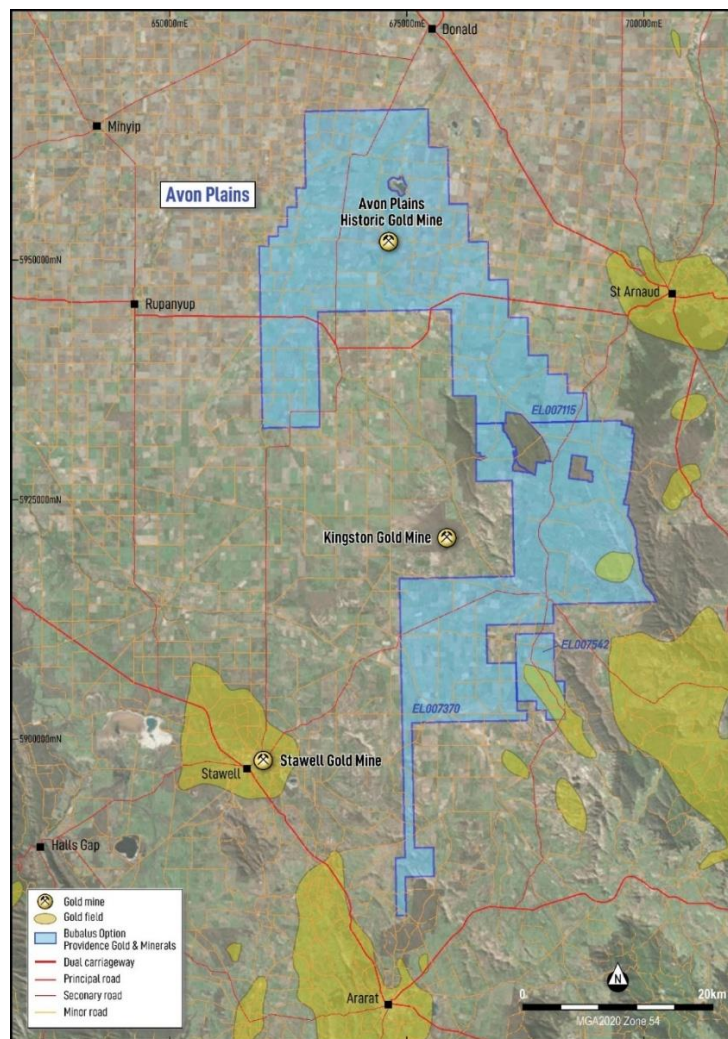 650000mE
675000mE
700000mE
Donald
Minyip
Avon Plains
Avon Plains
Historic Gold Mine
5950000mN
St Arnaud
Rupanyup
EL007115
5925000mN
Kingston Gold Mine
EL007542
EL007370
5900000mN
Stawell Gold Mine
Stawell
Halls Gap
Gold mine
Gold field
Bubalus Option
Providence Gold & Minerals
Dual carriageway
Principal road
Seconary road
Minor road
Ararat
N
0
20km
MGA2020 Zone 54